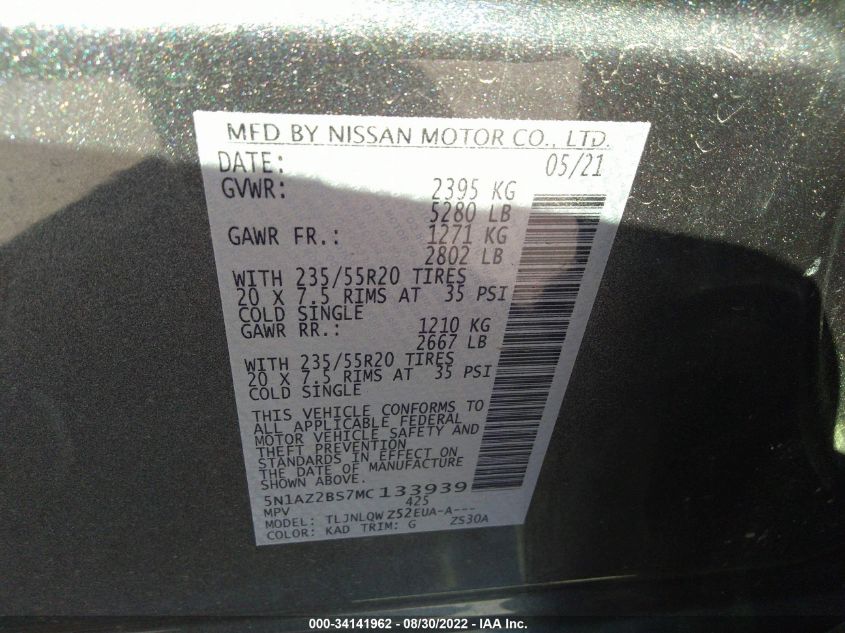 MFD BY NISSAN MOTOR CO., LTD.
DATE: 05/21
GVWR: 2395 KG
5280 LB
GAWR FR.: 1271 KG
2802 LB
WITH 235/55R20 TIRES
20 X 7.5 RIMS AT 35 PSI
COLD SINGLE
GAWR RR.: 1210 KG
2667 LB
WITH 235/55R20 TIRES
20 X 7.5 RIMS AT 35 PSI
COLD SINGLE
THIS VEHICLE CONFORMS TO
ALL APPLICABLE FEDERAL
MOTOR VEHICLE SAFETY AND
THEFT PREVENTION
STANDARDS IN EFFECT ON
THE DATE OF MANUFACTURE
SHOWN ABOVE.
5N1AZ2BS7MC133939
MPV 425
MODEL: TLJNLQWZ52EUA-A---
COLOR: KAD TRIM: G Z530A
000-34141962 - 08/30/2022 - IAA Inc.